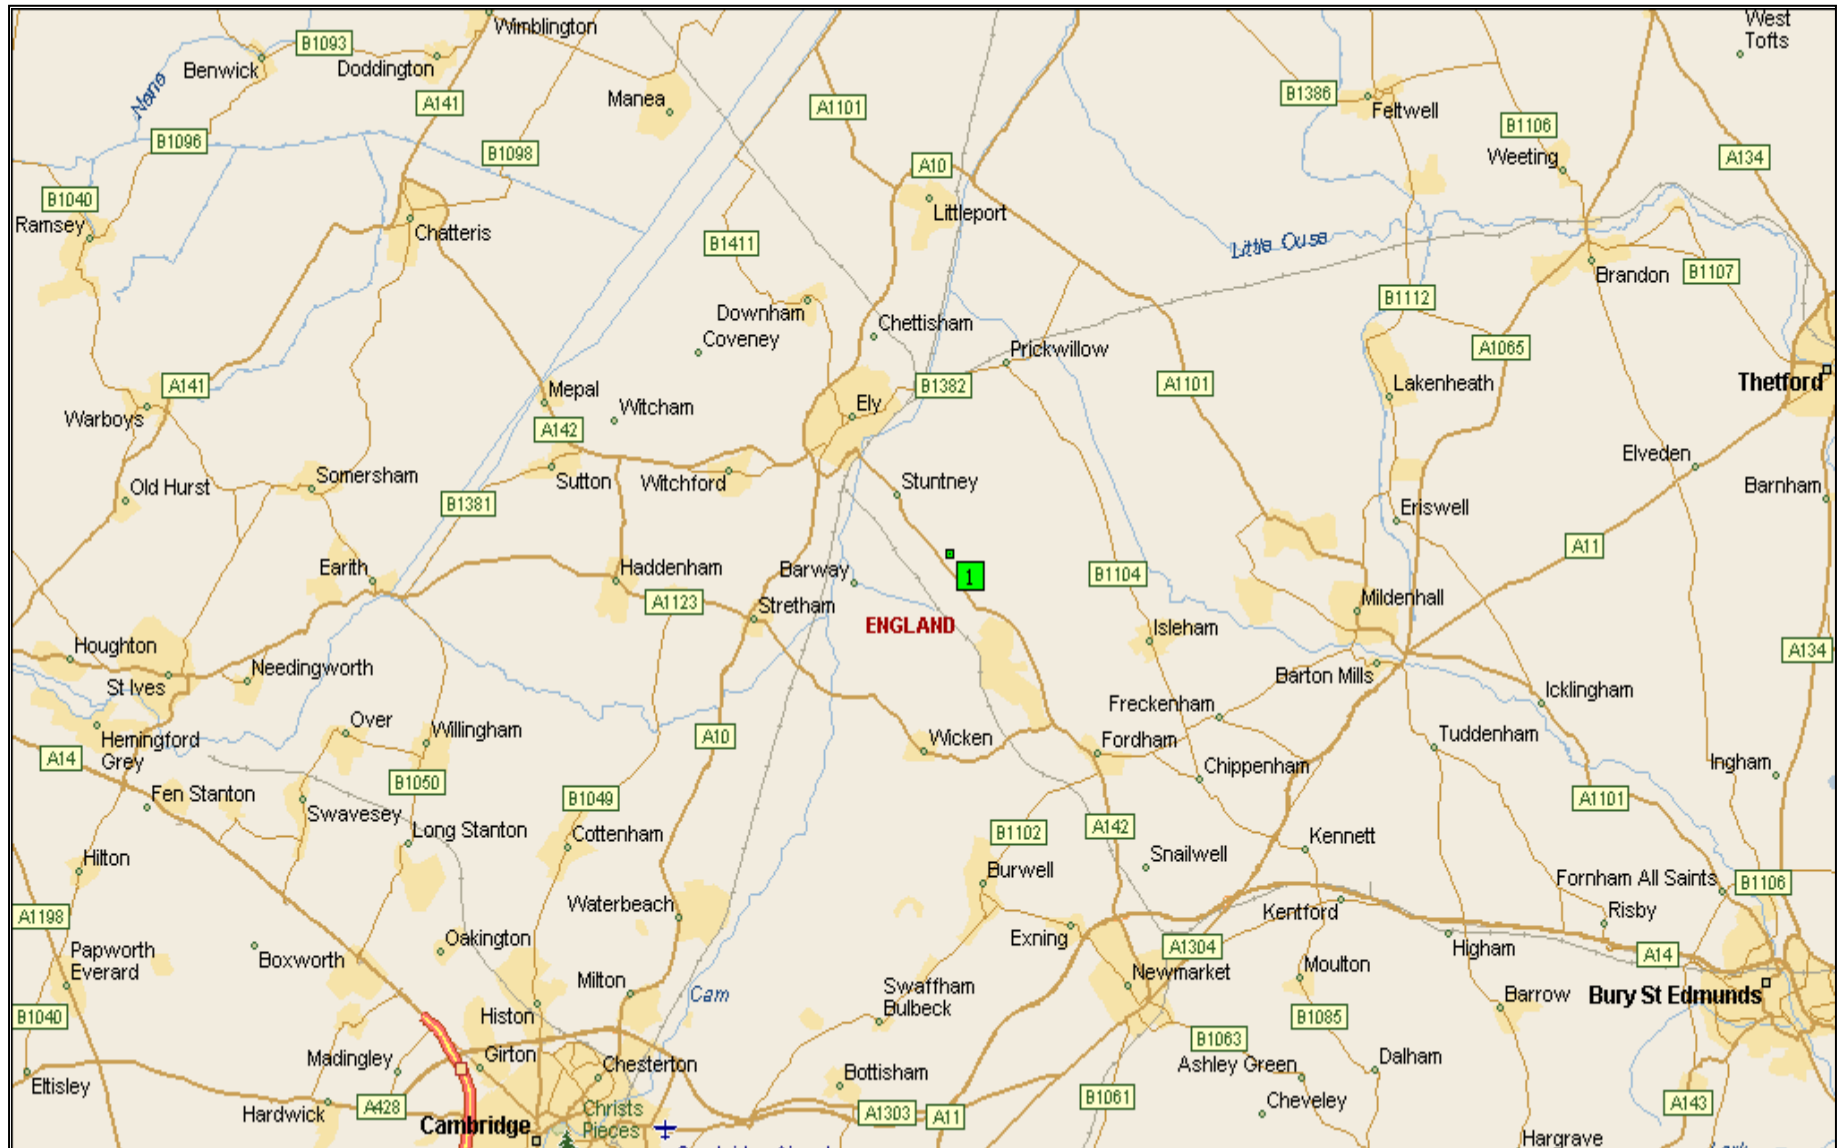 West
Tofts
Wimblington
B1093
Benwick
Doddington
Nene
A141
Manea
A1101
B1386
Feltwell
B1106
Weeting
A134
B1096
B1098
A10
Littleport
B1040
Ramsey
Chatteris
B1411
Little Ouse
Brandon
B1107
B1112
Downham
Chettisham
Coveney
Prickwillow
A1065
A141
Mepal
B1382
A1101
Lakenheath
Thetford
Warboys
Witcham
Ely
A142
Elveden
Somersham
Sutton
Witchford
Stuntney
Old Hurst
Barnham
B1381
Eriswell
A11
Earith
Haddenham
Barway
1
B1104
A1123
Stretham
Mildenhall
ENGLAND
Isleham
Houghton
Needingworth
A134
St Ives
Barton Mills
Icklingham
Freckenham
Over
Willingham
A10
Wicken
Fordham
Tuddenham
Hemingford
Grey
A14
Chippenham
Ingham
B1050
Fen Stanton
B1049
A1101
Swavesey
Long Stanton
Cottenham
B1102
A142
Kennett
Snailwell
Hilton
Burwell
Fornham All Saints
B1106
Waterbeach
Kentford
Risby
A1198
Oakington
Exning
A1304
Higham
A14
Papworth
Everard
Boxworth
Milton
Cam
Swaffham
Bulbeck
Newmarket
Moulton
Barrow
Bury St Edmunds
B1040
Histon
B1085
B1063
Madingley
Girton
Chesterton
Ashley Green
Dalham
Eltisley
Bottisham
B1061
Cheveley
A143
Hardwick
A428
Christs
Pieces
Cambridge
A1303
A11
Hargrave